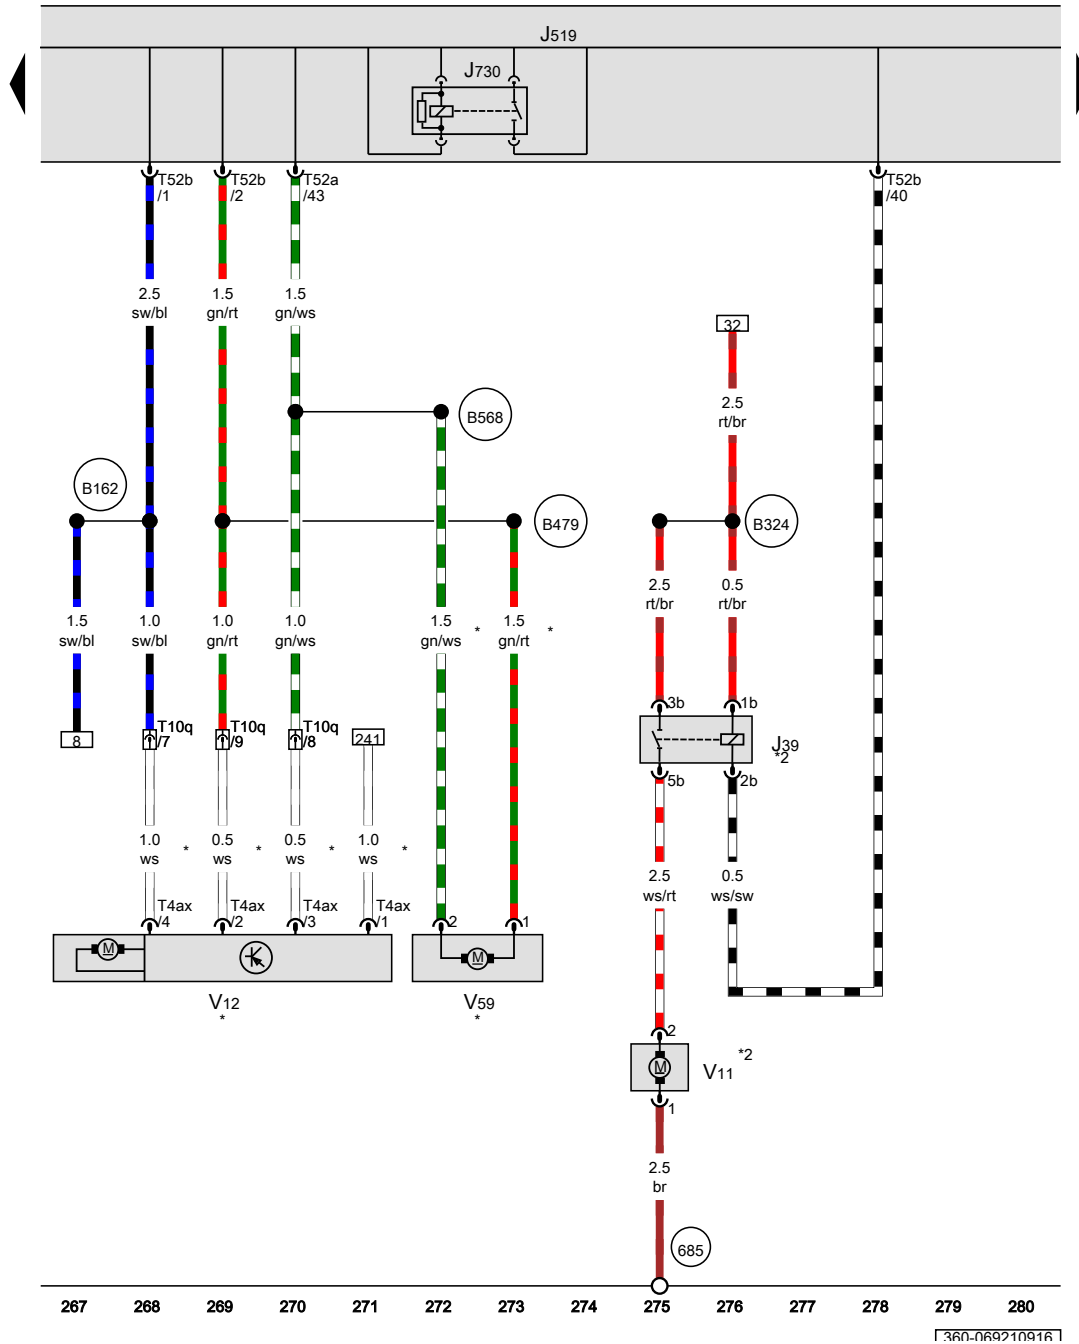 J519
J730
T52b
/1
T52b
/2
T52a
/43
T52b
/40
2.5
sw/bl
1.5
gn/rt
1.5
gn/ws
32
2.5
rt/br
B568
B162
B479
B324
1.5
sw/bl
1.0
sw/bl
1.0
gn/rt
1.0
gn/ws
1.5
gn/ws *
1.5
gn/rt *
2.5
rt/br
0.5
rt/br
8
T10q
/7
T10q
/9
T10q
/8
241
3b
1b
J39
*2
5b
2b
1.0
ws *
0.5
ws *
0.5
ws *
1.0
ws *
2.5
ws/rt
0.5
ws/sw
T4ax
/4
T4ax
/2
T4ax
/3
T4ax
/1
2
1
M
M
V12
*
V59
*
2
M
V11 *2
1
2.5
br
685
267 268 269 270 271 272 273 274 275 276 277 278 279 280
360-069210916